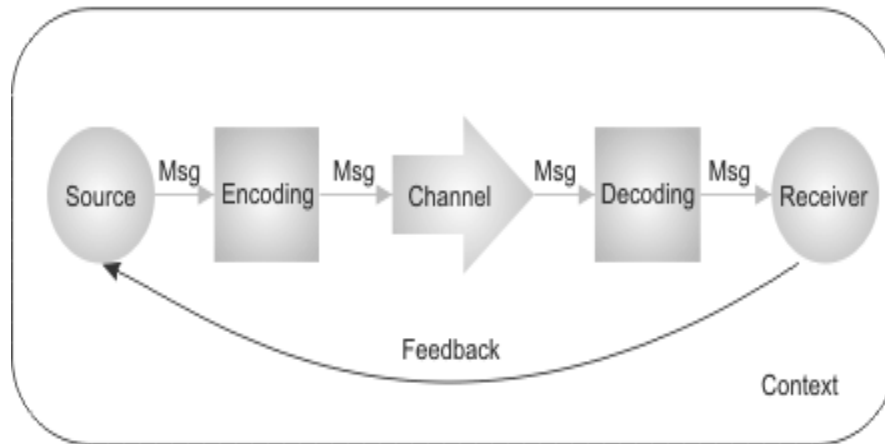 Msg Msg Msg Msg
Source Encoding Channel Decoding Receiver
Feedback
Context